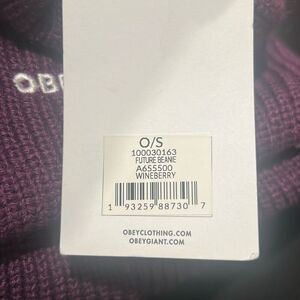 OBE
O/S
100030163
FUTURE BEANIE
A655500
WINEBERRY
1 93259 88730 7
OBEYCLOTHING.COM
OBEYGIANT.COM